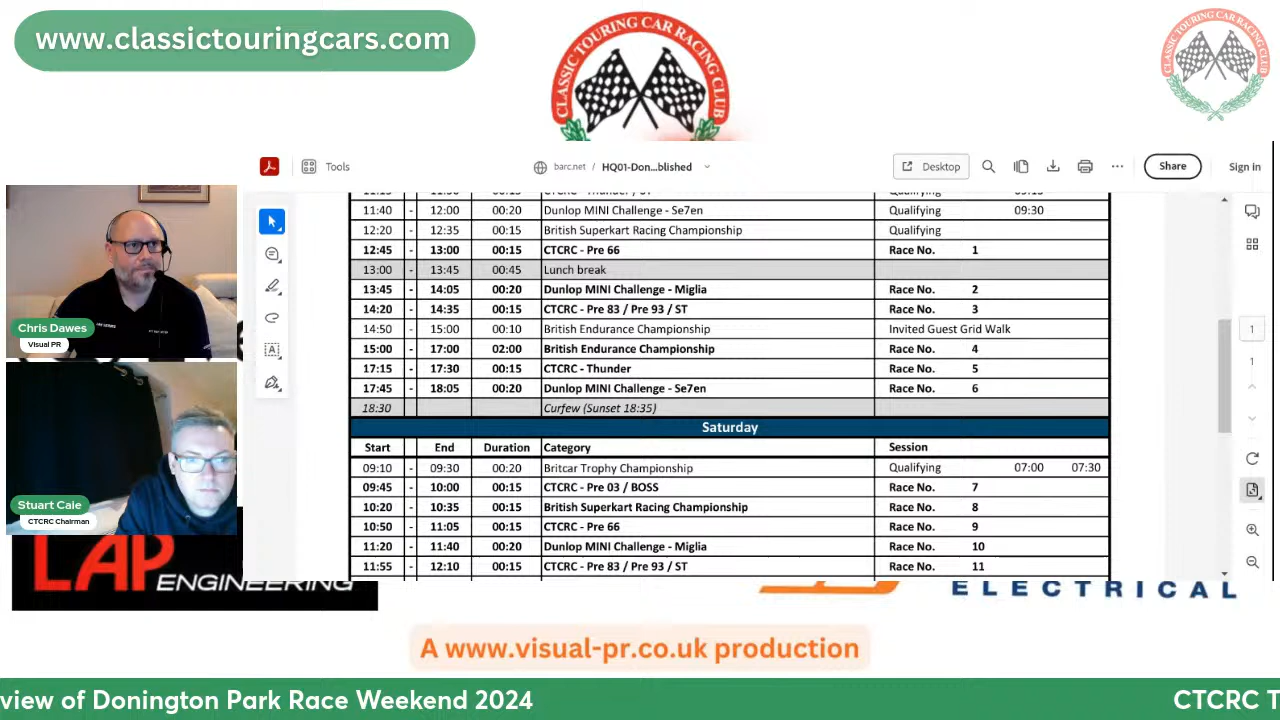 www.classictouringcars.com
CLASSIC TOURING CAR RACING CLUB
CLASSIC TOURING CAR RACING CLUB
Tools
barc.net / HQ01-Don...blished
Desktop
Share
Sign in
11:40 - 12:00 00:20 Dunlop MINI Challenge - Se7en Qualifying 09:30
12:20 - 12:35 00:15 British Superkart Racing Championship Qualifying
12:45 - 13:00 00:15 CTCRC - Pre 66 Race No. 1
13:00 - 13:45 00:45 Lunch break
13:45 - 14:05 00:20 Dunlop MINI Challenge - Miglia Race No. 2
14:20 - 14:35 00:15 CTCRC - Pre 83 / Pre 93 / ST Race No. 3
14:50 - 15:00 00:10 British Endurance Championship Invited Guest Grid Walk
15:00 - 17:00 02:00 British Endurance Championship Race No. 4
17:15 - 17:30 00:15 CTCRC - Thunder Race No. 5
17:45 - 18:05 00:20 Dunlop MINI Challenge - Se7en Race No. 6
18:30 Curfew (Sunset 18:35)
Saturday
Start End Duration Category Session
09:10 - 09:30 00:20 Britcar Trophy Championship Qualifying 07:00 07:30
09:45 - 10:00 00:15 CTCRC - Pre 03 / BOSS Race No. 7
10:20 - 10:35 00:15 British Superkart Racing Championship Race No. 8
10:50 - 11:05 00:15 CTCRC - Pre 66 Race No. 9
11:20 - 11:40 00:20 Dunlop MINI Challenge - Miglia Race No. 10
11:55 - 12:10 00:15 CTCRC - Pre 83 / Pre 93 / ST Race No. 11
1
1
Chris Dawes
Visual PR
Stuart Caie
CTCRC Chairman
LAP ENGINEERING
ELECTRICAL
A www.visual-pr.co.uk production
view of Donington Park Race Weekend 2024
CTCRC T